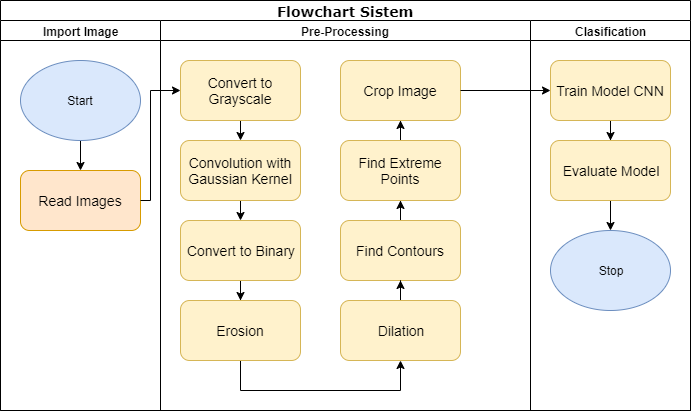 Flowchart Sistem
Import Image
Pre-Processing
Clasification
Start
Read Images
Convert to
Grayscale
Convolution with
Gaussian Kernel
Convert to Binary
Erosion
Dilation
Find Contours
Find Extreme
Points
Crop Image
Train Model CNN
Evaluate Model
Stop